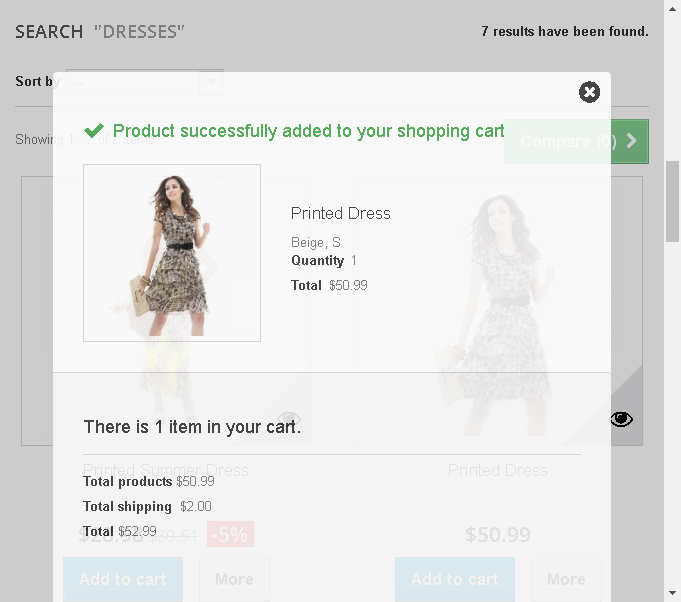 SEARCH "DRESSES"
7 results have been found.
Sort by --
Product successfully added to your shopping cart
Showing 1 - of 7 items
Compare (0)
Printed Dress
Beige, S
Quantity 1
Total $50.99
There is 1 item in your cart.
Printed Summer Dress
Printed Dress
Total products $50.99
Total shipping $2.00
Total $52.99
$28.98 $30.51 -5%
$50.99
Add to cart
More
Add to cart
More